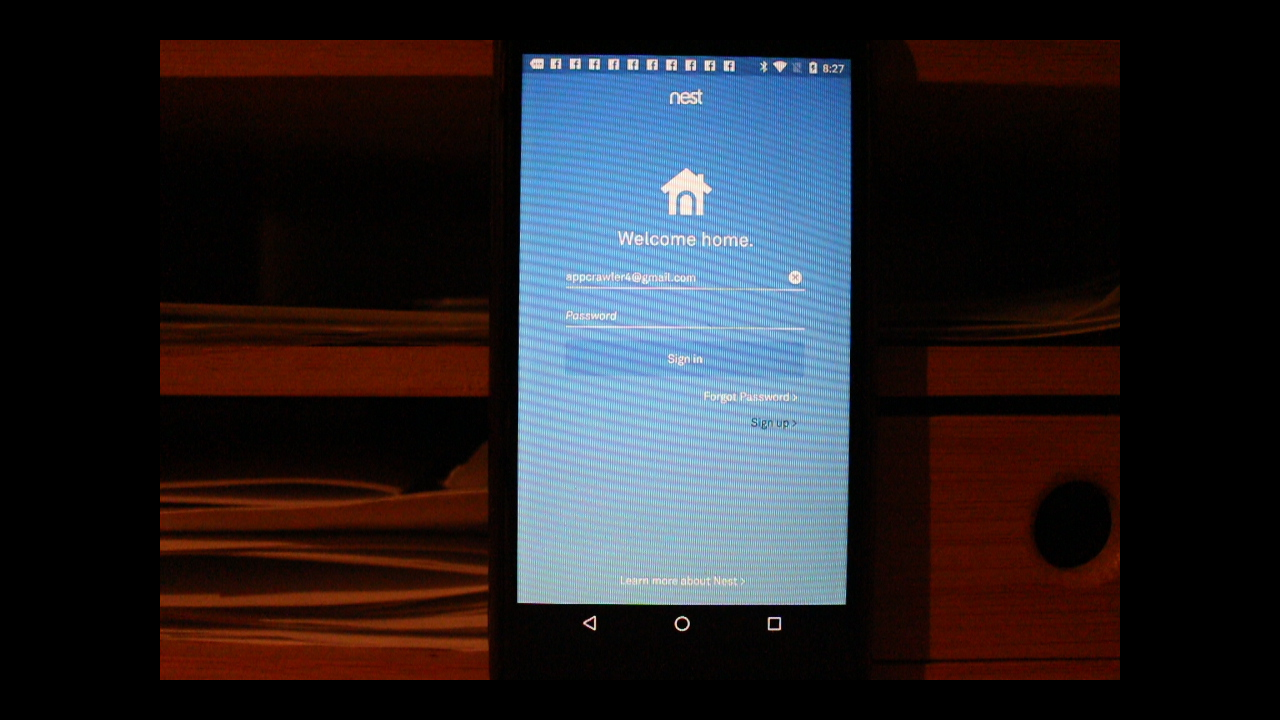 8:27
nest
Welcome home.
appcrawler4@gmail.com
Password
Sign in
Forgot Password >
Sign up >
Learn more about Nest >